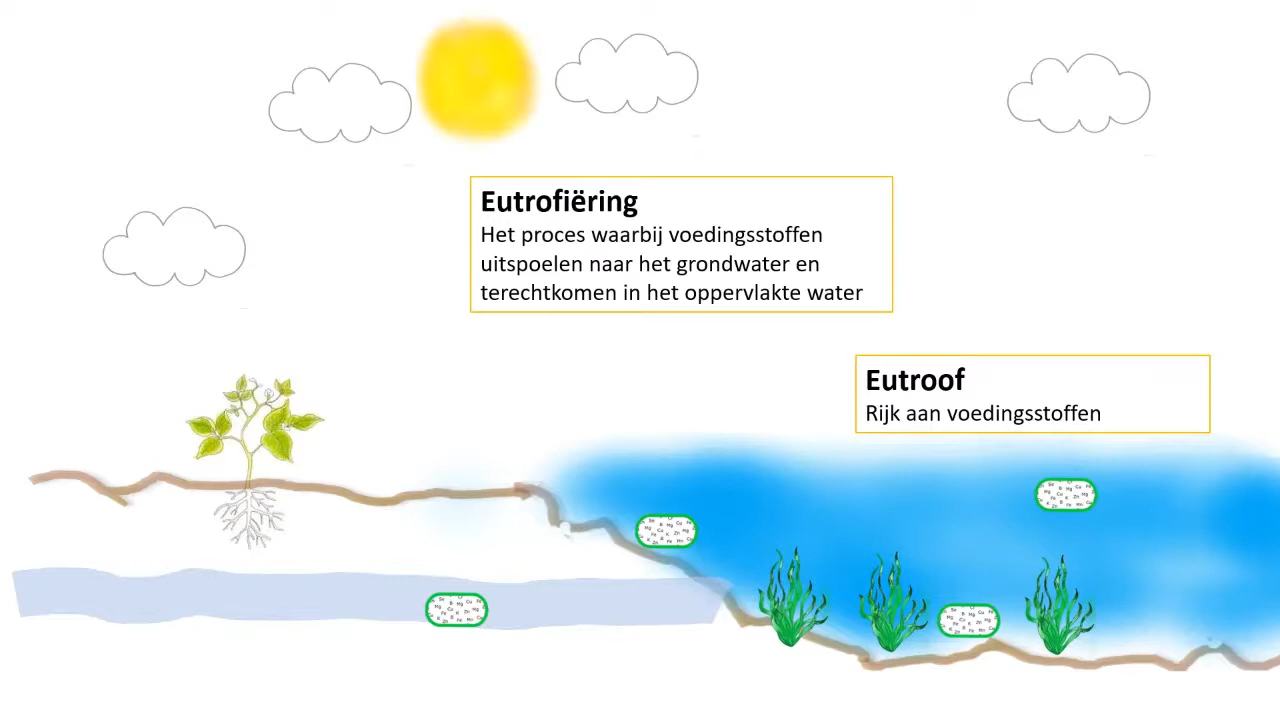 Eutrofiëring
Het proces waarbij voedingsstoffen
uitspoelen naar het grondwater en
terechtkomen in het oppervlakte water
Eutroof
Rijk aan voedingsstoffen